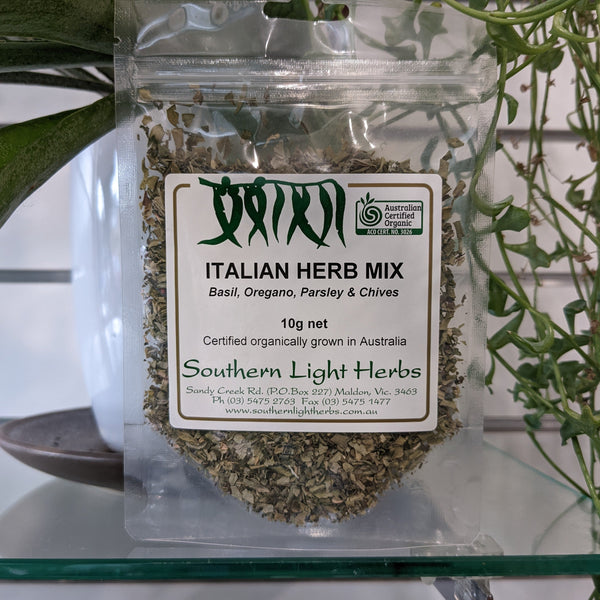 Australian
Certified
Organic
ACO CERT. NO. 3026
ITALIAN HERB MIX
Basil, Oregano, Parsley & Chives
10g net
Certified organically grown in Australia
Southern Light Herbs
Sandy Creek Rd. (P.O.Box 227) Maldon, Vic. 3463
Ph (03) 5475 2763 Fax (03) 5475 1477
www.southernlightherbs.com.au